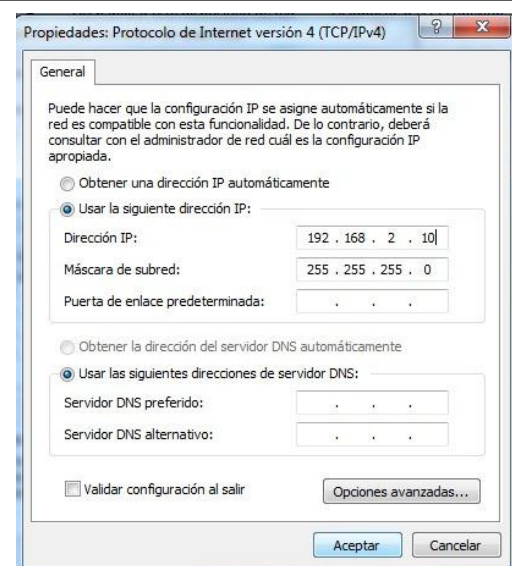 Propiedades: Protocolo de Internet versión 4 (TCP/IPv4)
General
Puede hacer que la configuración IP se asigne automáticamente si la
red es compatible con esta funcionalidad. De lo contrario, deberá
consultar con el administrador de red cuál es la configuración IP
apropiada.
Obtener una dirección IP automáticamente
Usar la siguiente dirección IP:
Dirección IP: 192 . 168 . 2 . 10
Máscara de subred: 255 . 255 . 255 . 0
Puerta de enlace predeterminada: . . .
Obtener la dirección del servidor DNS automáticamente
Usar las siguientes direcciones de servidor DNS:
Servidor DNS preferido: . . .
Servidor DNS alternativo: . . .
Validar configuración al salir
Opciones avanzadas...
Aceptar Cancelar